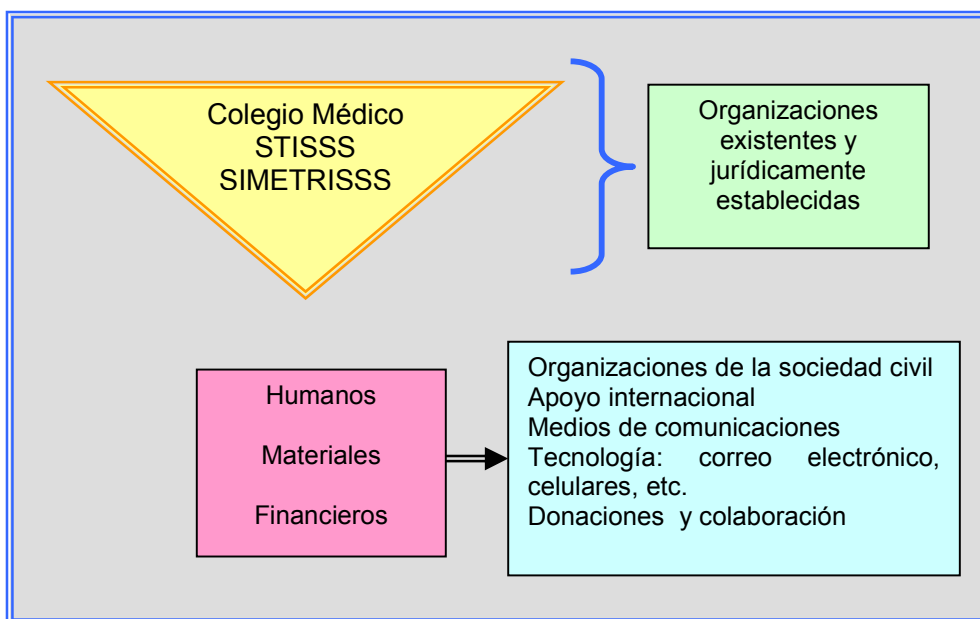 Colegio Médico
STISSS
SIMETRISSS
Organizaciones
existentes y
jurídicamente
establecidas
Humanos
Materiales
Financieros
Organizaciones de la sociedad civil
Apoyo internacional
Medios de comunicaciones
Tecnología: correo electrónico,
celulares, etc.
Donaciones y colaboración